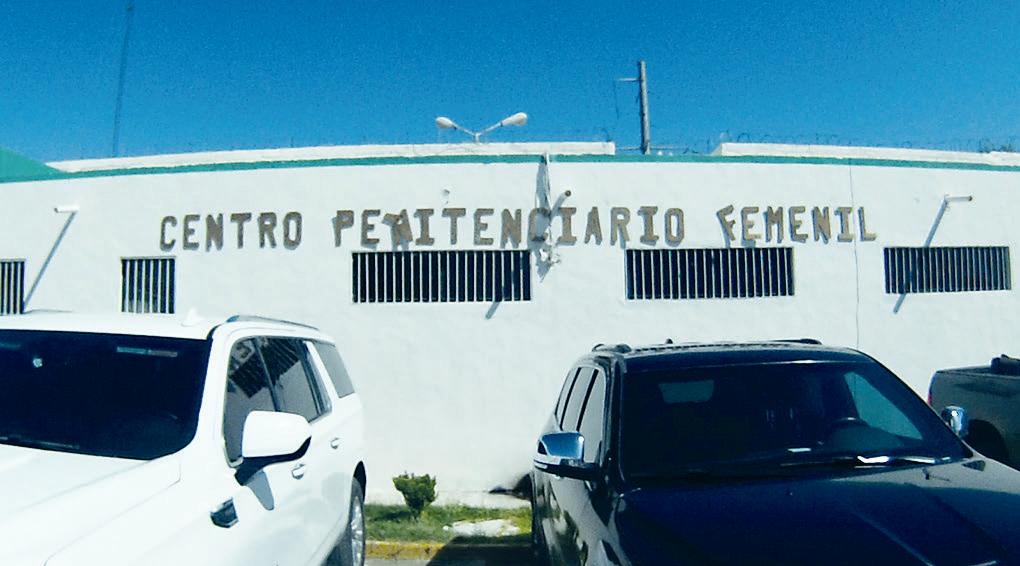 CENTRO PENITENCIARIO FEMENIL